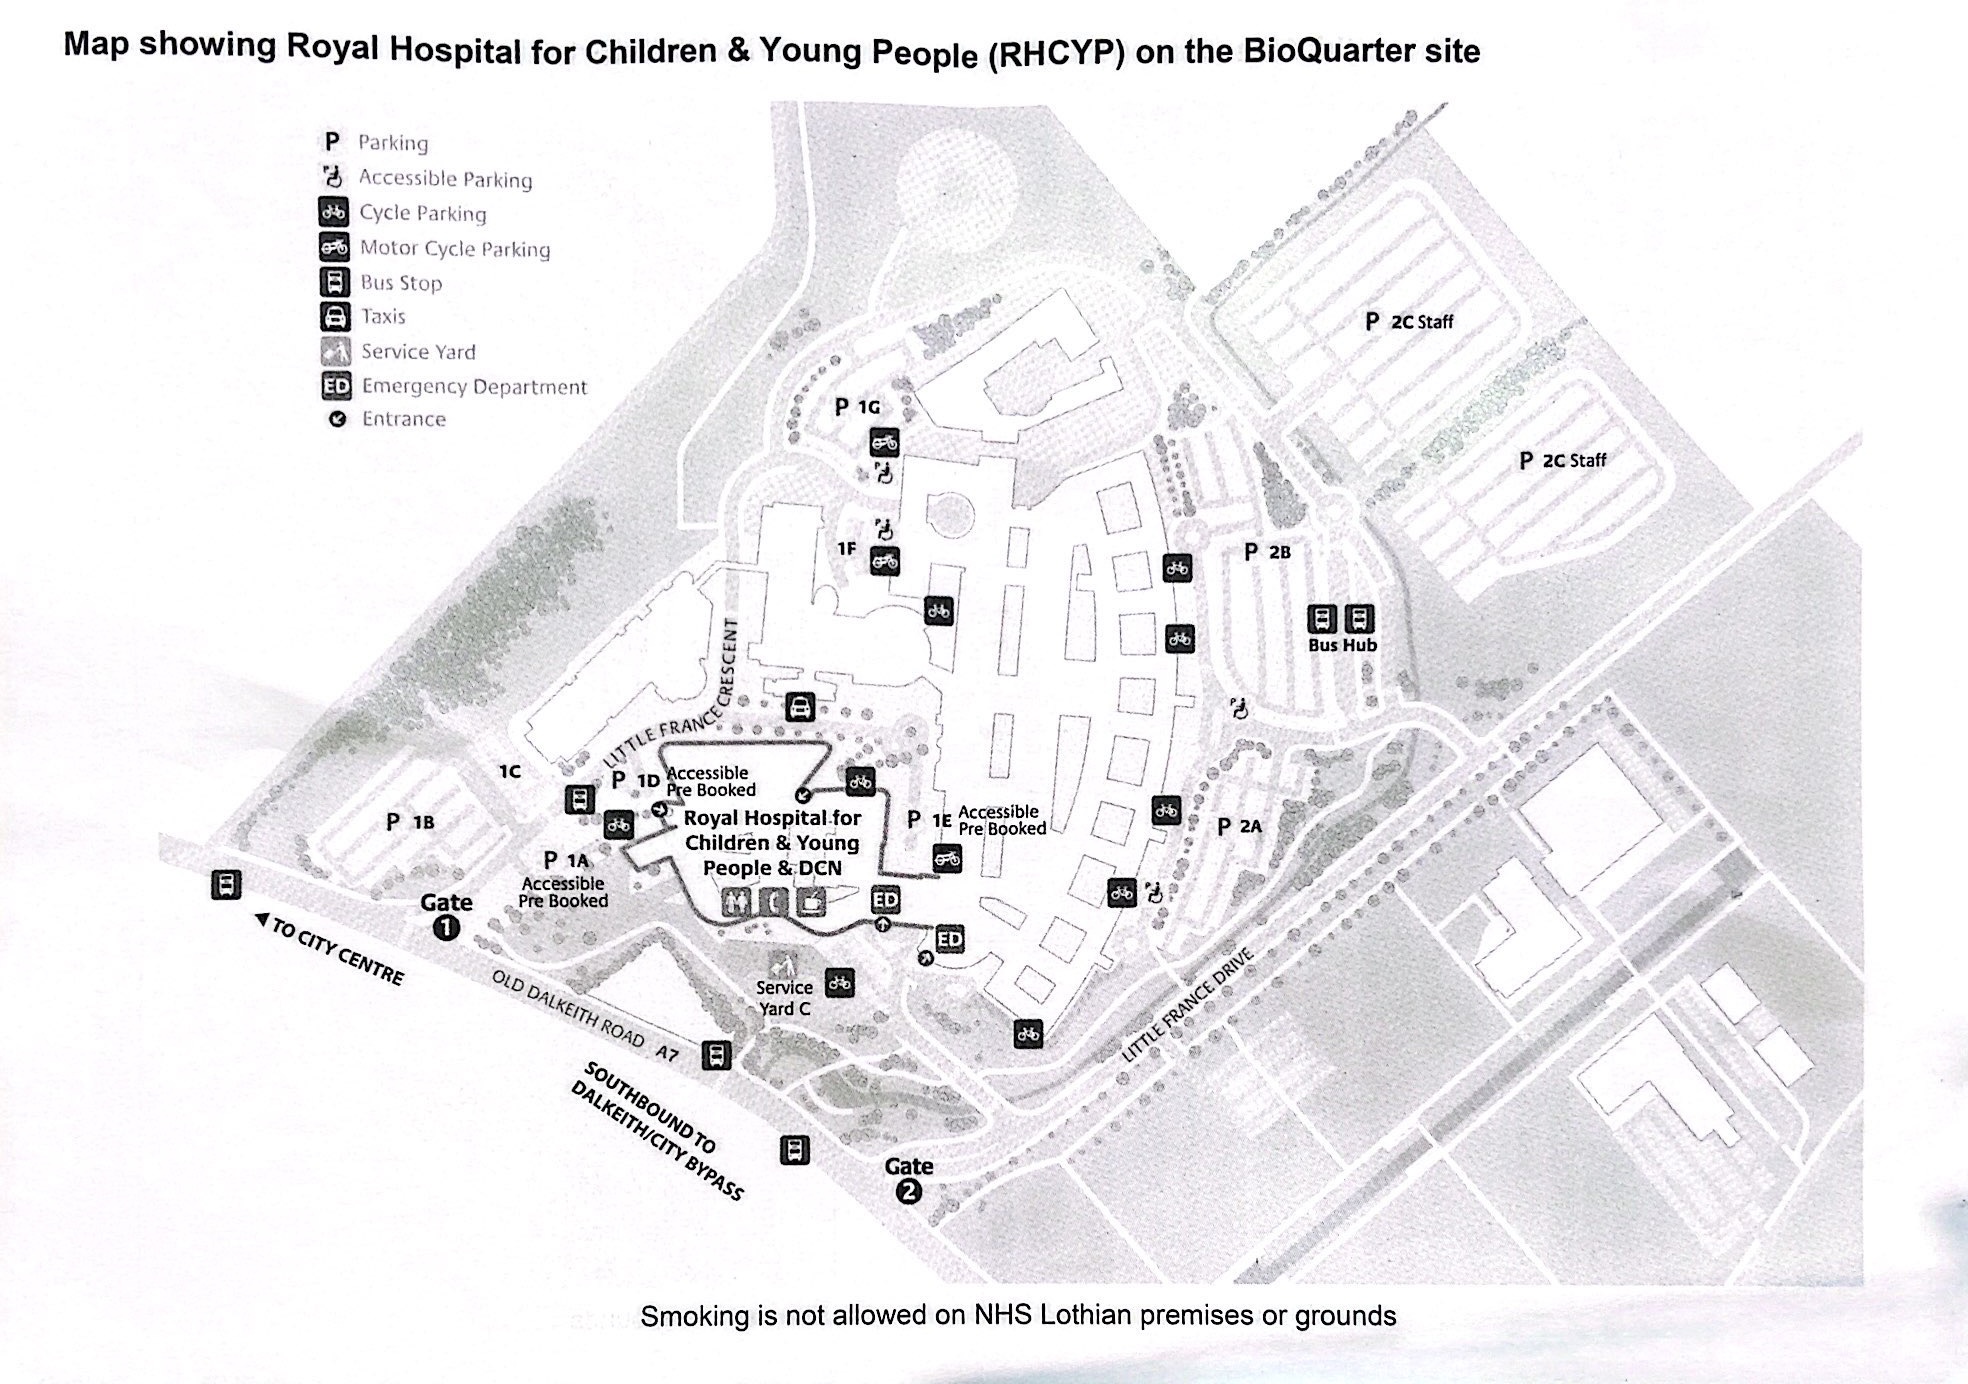 Map showing Royal Hospital for Children & Young People (RHCYP) on the BioQuarter site
P Parking
Accessible Parking
Cycle Parking
Motor Cycle Parking
Bus Stop
Taxis
Service Yard
ED Emergency Department
Entrance
P 2C Staff
P 1G
P 2C Staff
1F
P 2B
Bus Hub
LITTLE FRANCE CRESCENT
1C
P 1D Accessible
Pre Booked
P 1B
Royal Hospital for
Children & Young
People & DCN
P 1E Accessible
Pre Booked
P 2A
P 1A
Accessible
Pre Booked
Gate
1
ED
ED
TO CITY CENTRE
OLD DALKEITH ROAD A7
Service
Yard C
LITTLE FRANCE DRIVE
SOUTHBOUND TO
DALKEITH/CITY BYPASS
Gate
2
Smoking is not allowed on NHS Lothian premises or grounds